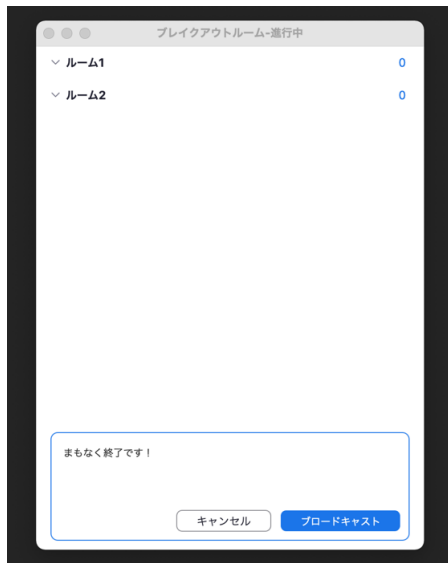 ブレイクアウトルーム-進行中
ルーム1 0
ルーム2 0
まもなく終了です！
キャンセル ブロードキャスト